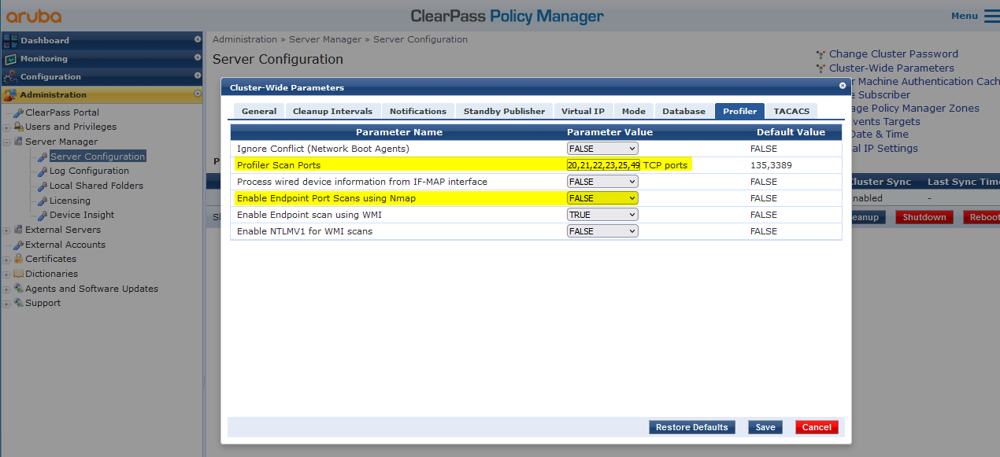 aruba
ClearPass Policy Manager
Menu
Dashboard
Monitoring
Configuration
Administration
ClearPass Portal
Users and Privileges
Server Manager
Server Configuration
Log Configuration
Local Shared Folders
Licensing
Device Insight
External Servers
External Accounts
Certificates
Dictionaries
Agents and Software Updates
Support
Administration » Server Manager » Server Configuration
Server Configuration
Change Cluster Password
Cluster-Wide Parameters
r Machine Authentication Cach
e Subscriber
age Policy Manager Zones
vents Targets
Date & Time
al IP Settings
P
Cluster Sync Last Sync Time
nabled -
eanup Shutdown Reboot
Cluster-Wide Parameters
General Cleanup Intervals Notifications Standby Publisher Virtual IP Mode Database Profiler TACACS
Parameter Name Parameter Value Default Value
Ignore Conflict (Network Boot Agents) FALSE FALSE
Profiler Scan Ports 20,21,22,23,25,49 TCP ports 135,3389
Process wired device information from IF-MAP interface FALSE FALSE
Enable Endpoint Port Scans using Nmap FALSE FALSE
Enable Endpoint scan using WMI TRUE FALSE
Enable NTLMV1 for WMI scans FALSE FALSE
Restore Defaults Save Cancel